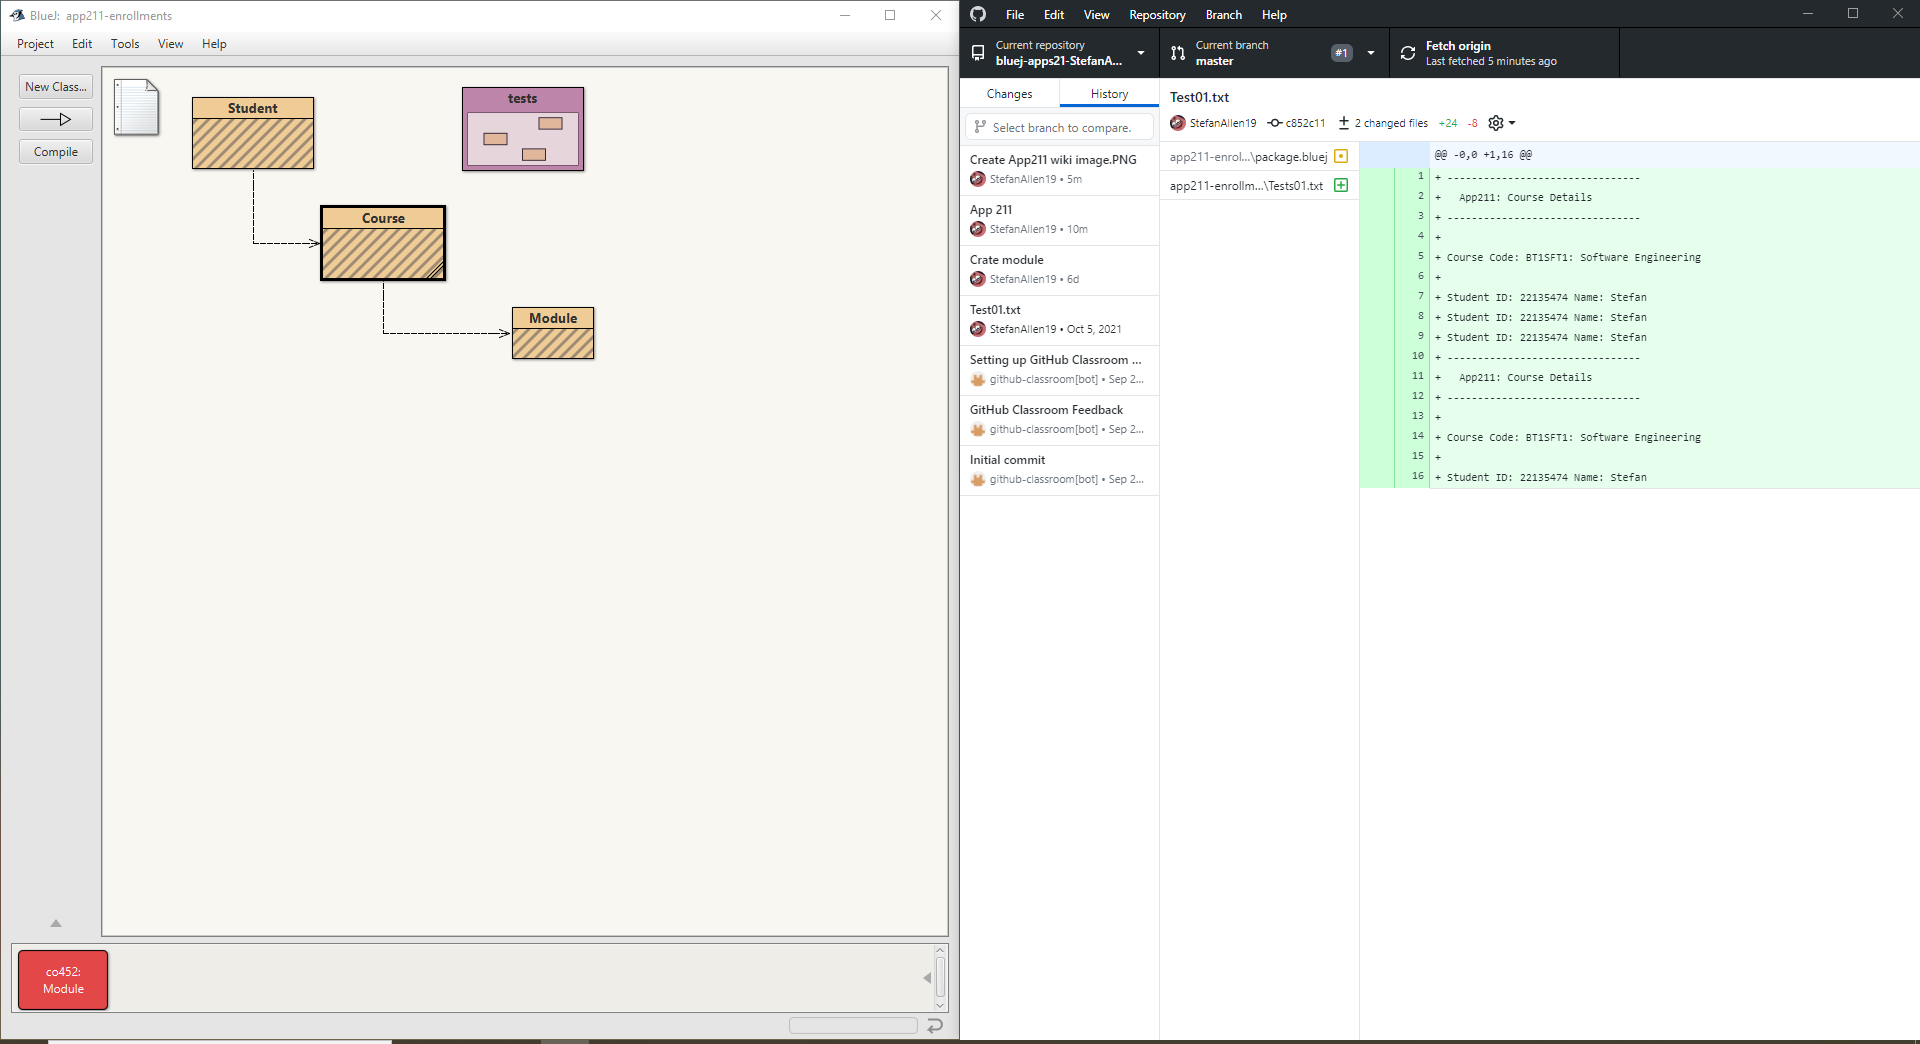 BlueJ: app211-enrollments
Project Edit Tools View Help
New Class...
Compile
Student
tests
Course
Module
co452:
Module
File Edit View Repository Branch Help
Current repository
bluej-apps21-StefanA...
Current branch
master
#1
Fetch origin
Last fetched 5 minutes ago
Changes
History
Select branch to compare.
Create App211 wiki image.PNG
StefanAllen19 • 5m
App 211
StefanAllen19 • 10m
Crate module
StefanAllen19 • 6d
Test01.txt
StefanAllen19 • Oct 5, 2021
Setting up GitHub Classroom ...
github-classroom[bot] • Sep 2...
GitHub Classroom Feedback
github-classroom[bot] • Sep 2...
Initial commit
github-classroom[bot] • Sep 2...
Test01.txt
StefanAllen19 c852c11 2 changed files +24 -8
app211-enrol...\package.bluej
app211-enrollm...\Tests01.txt
@@ -0,0 +1,16 @@
1 + --------------------------------
2 + App211: Course Details
3 + --------------------------------
4 +
5 + Course Code: BT1SFT1: Software Engineering
6 +
7 + Student ID: 22135474 Name: Stefan
8 + Student ID: 22135474 Name: Stefan
9 + Student ID: 22135474 Name: Stefan
10 + --------------------------------
11 + App211: Course Details
12 + --------------------------------
13 +
14 + Course Code: BT1SFT1: Software Engineering
15 +
16 + Student ID: 22135474 Name: Stefan